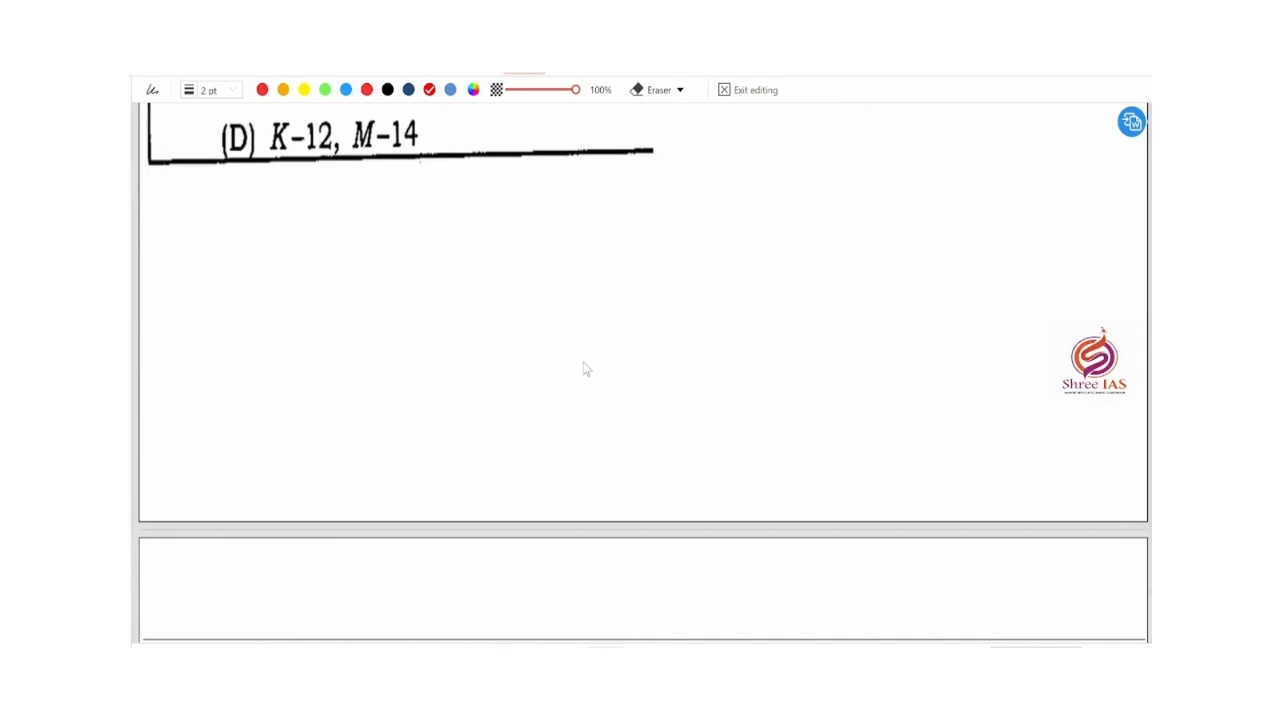 2 pt
100%
Eraser
Exit editing
(D) K-12, M-14
Shree IAS